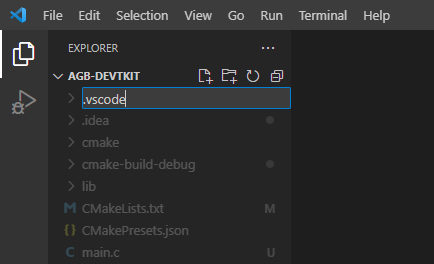 File Edit Selection View Go Run Terminal Help
EXPLORER ...
AGB-DEVTKIT
.vscode
.idea
cmake
cmake-build-debug
lib
CMakeLists.txt M
CMakePresets.json
main.c U